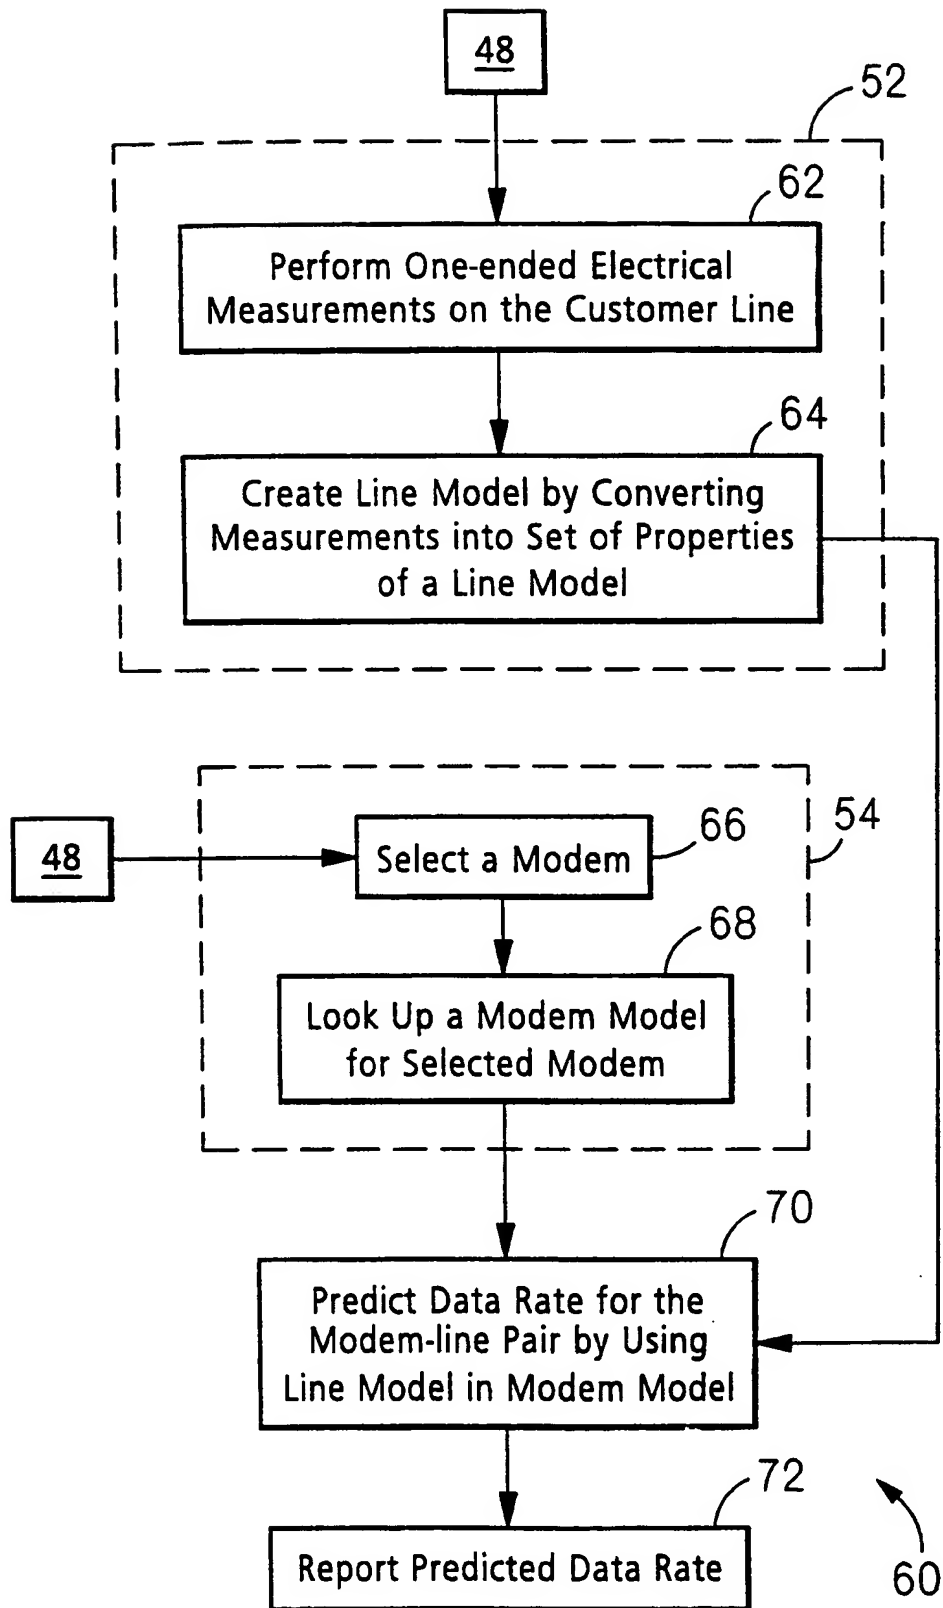 48
52
62
Perform One-ended Electrical
Measurements on the Customer Line
64
Create Line Model by Converting
Measurements into Set of Properties
of a Line Model
48
54
66
Select a Modem
68
Look Up a Modem Model
for Selected Modem
70
Predict Data Rate for the
Modem-line Pair by Using
Line Model in Modem Model
72
Report Predicted Data Rate
60